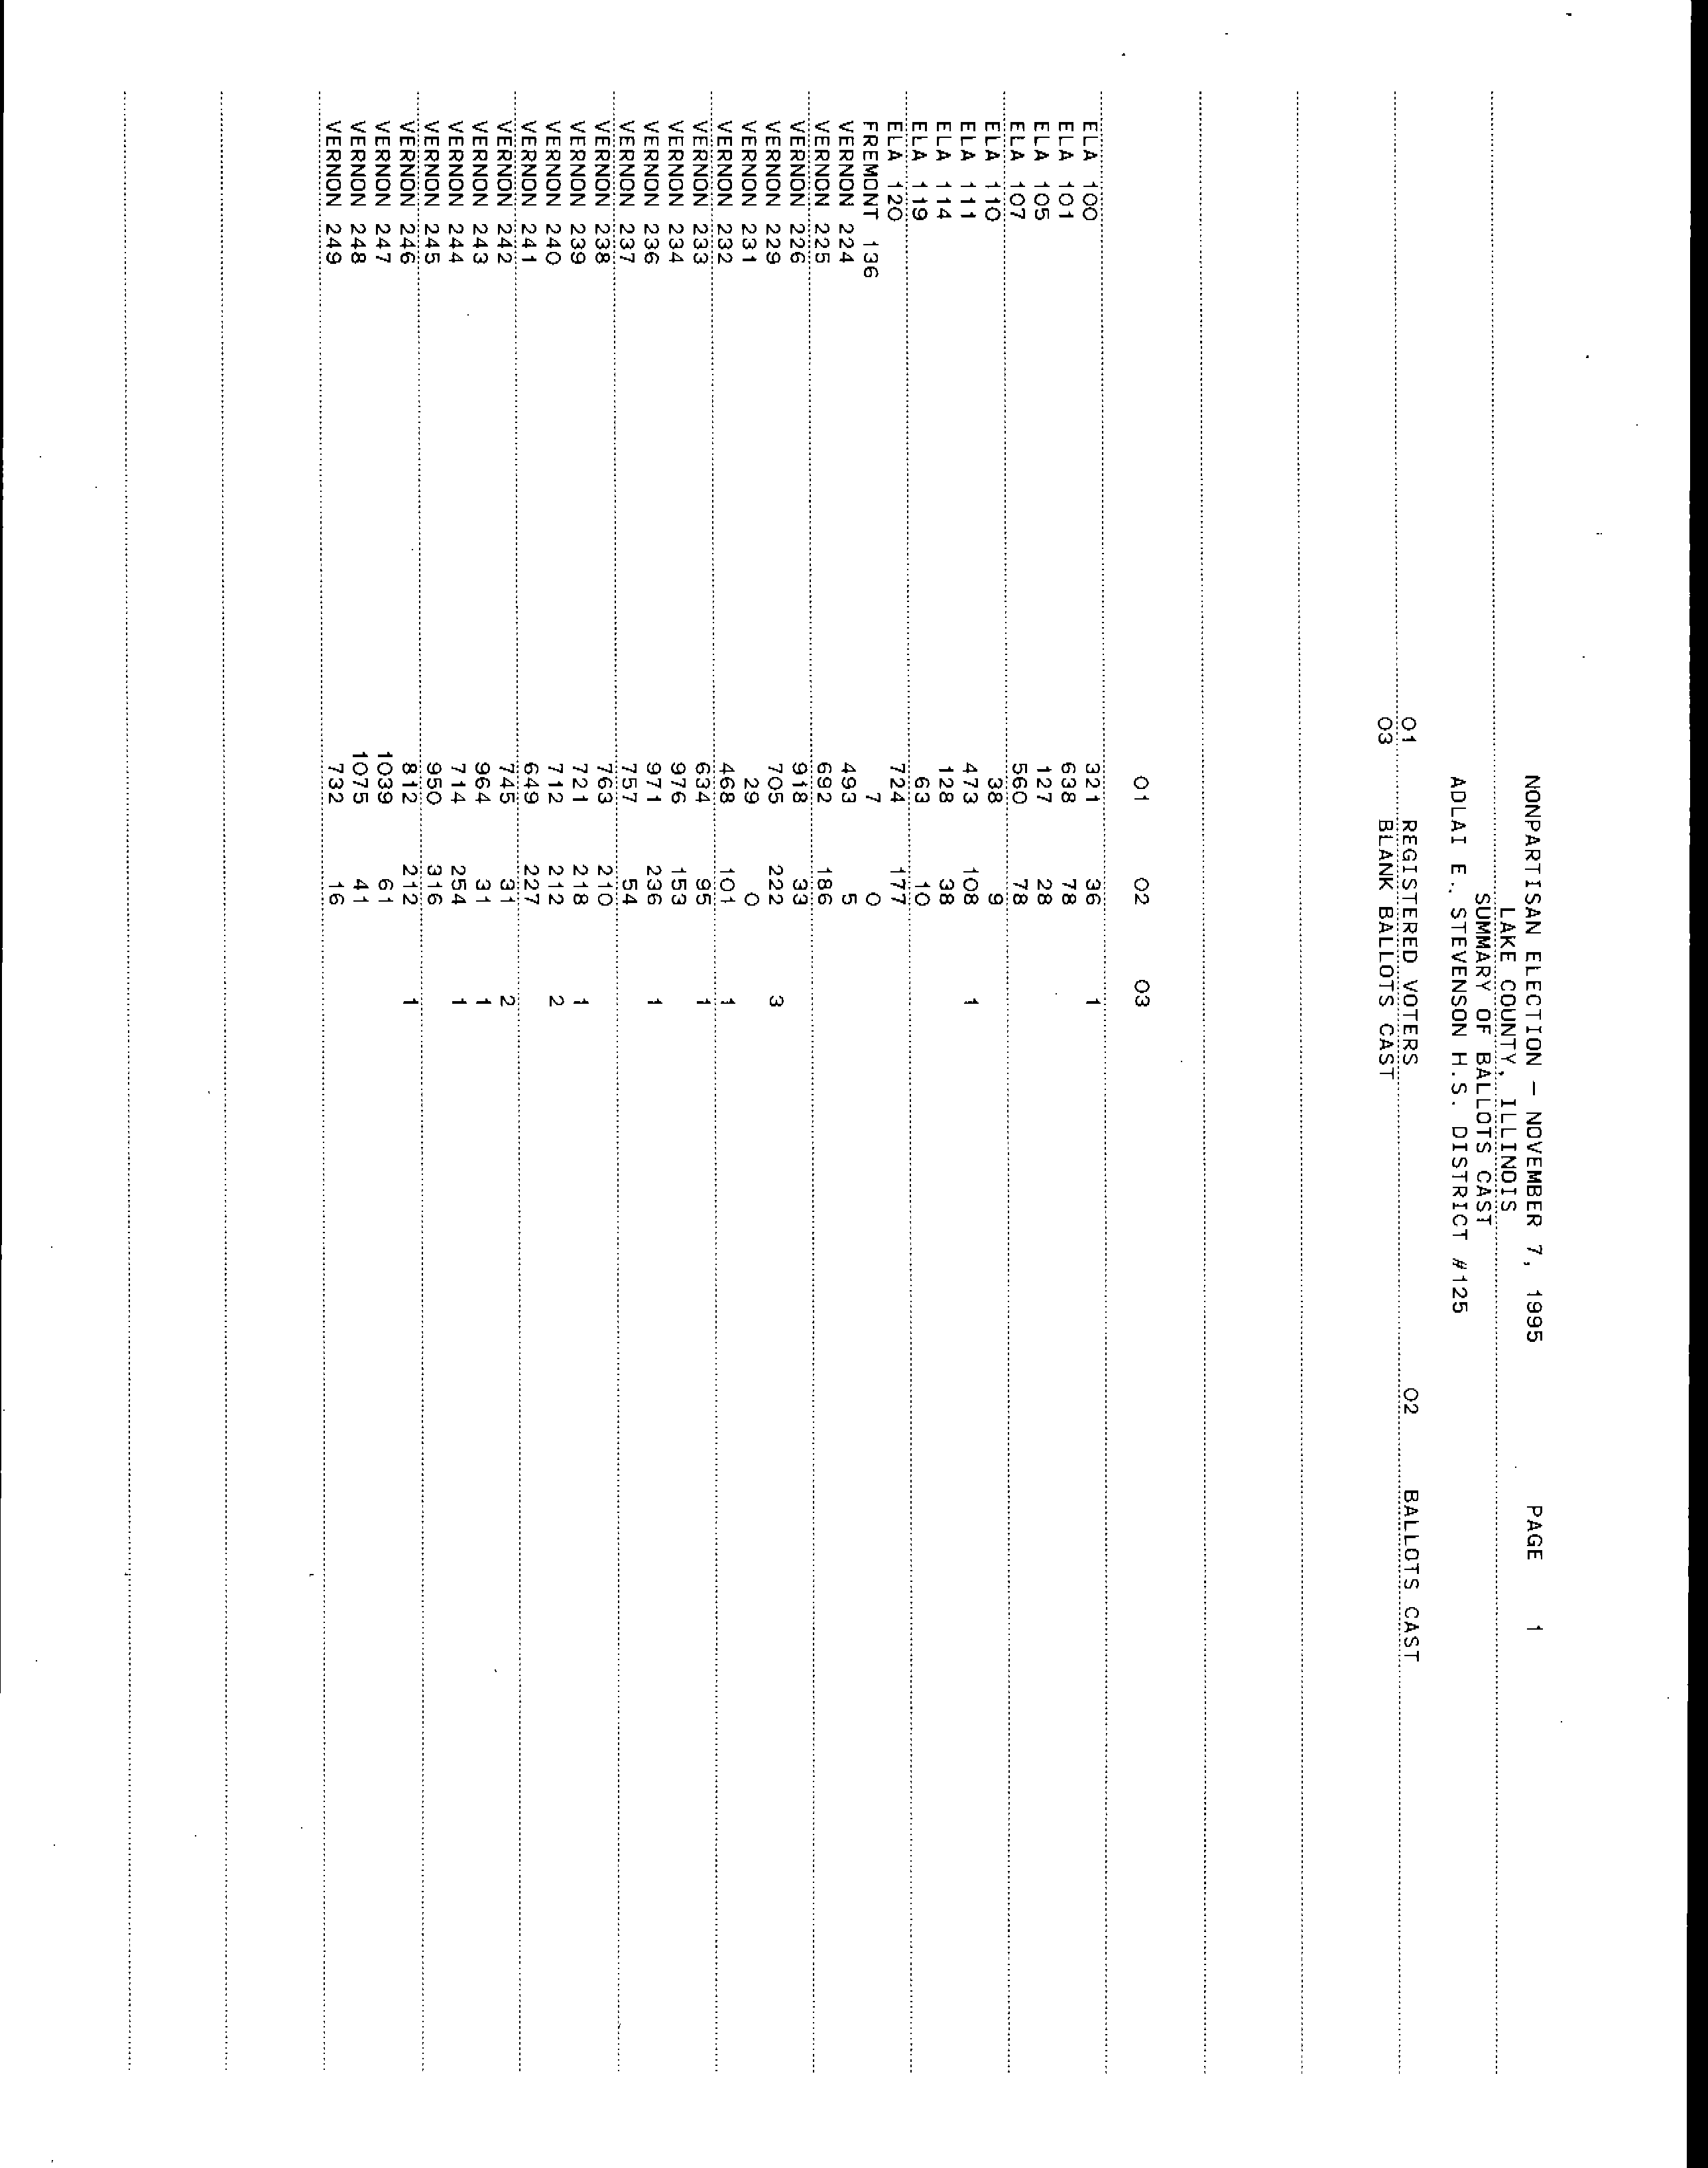 NONPARTISAN ELECTION - NOVEMBER 7, 1995 PAGE 1
LAKE COUNTY, ILLINOIS
SUMMARY OF BALLOTS CAST
ADLAI E. STEVENSON H.S. DISTRICT #125
01 REGISTERED VOTERS 02 BALLOTS CAST
03 BLANK BALLOTS CAST
01 02 03
ELA 100 321 36 1
ELA 101 638 78
ELA 105 127 28
ELA 107 560 78
ELA 110 38 9
ELA 111 473 108 1
ELA 114 128 38
ELA 119 63 10
ELA 120 724 177
FREMONT 136 7 0
VERNON 224 493 5
VERNON 225 692 186
VERNON 226 918 33
VERNON 229 705 222 3
VERNON 231 29 0
VERNON 232 468 101 1
VERNON 233 634 95 1
VERNON 234 976 153
VERNON 236 971 236 1
VERNON 237 757 54
VERNON 238 763 210
VERNON 239 721 218 1
VERNON 240 712 212 2
VERNON 241 649 227
VERNON 242 745 31 2
VERNON 243 964 31 1
VERNON 244 714 254 1
VERNON 245 950 316
VERNON 246 812 212 1
VERNON 247 1039 61
VERNON 248 1075 41
VERNON 249 732 16